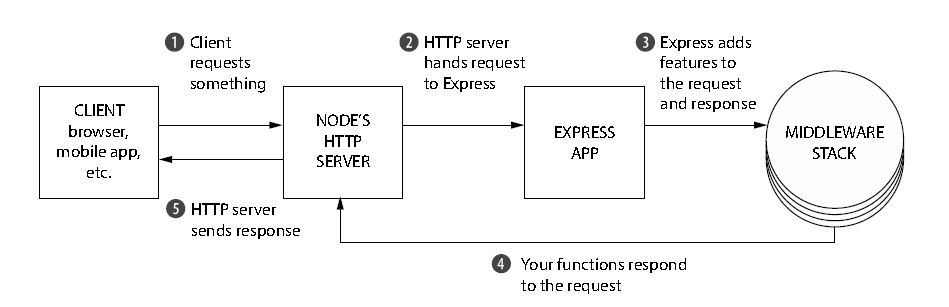 1 Client
requests
something
2 HTTP server
hands request
to Express
3 Express adds
features to
the request
and response
CLIENT
browser,
mobile app,
etc.
NODE'S
HTTP
SERVER
EXPRESS
APP
MIDDLEWARE
STACK
5 HTTP server
sends response
4 Your functions respond
to the request